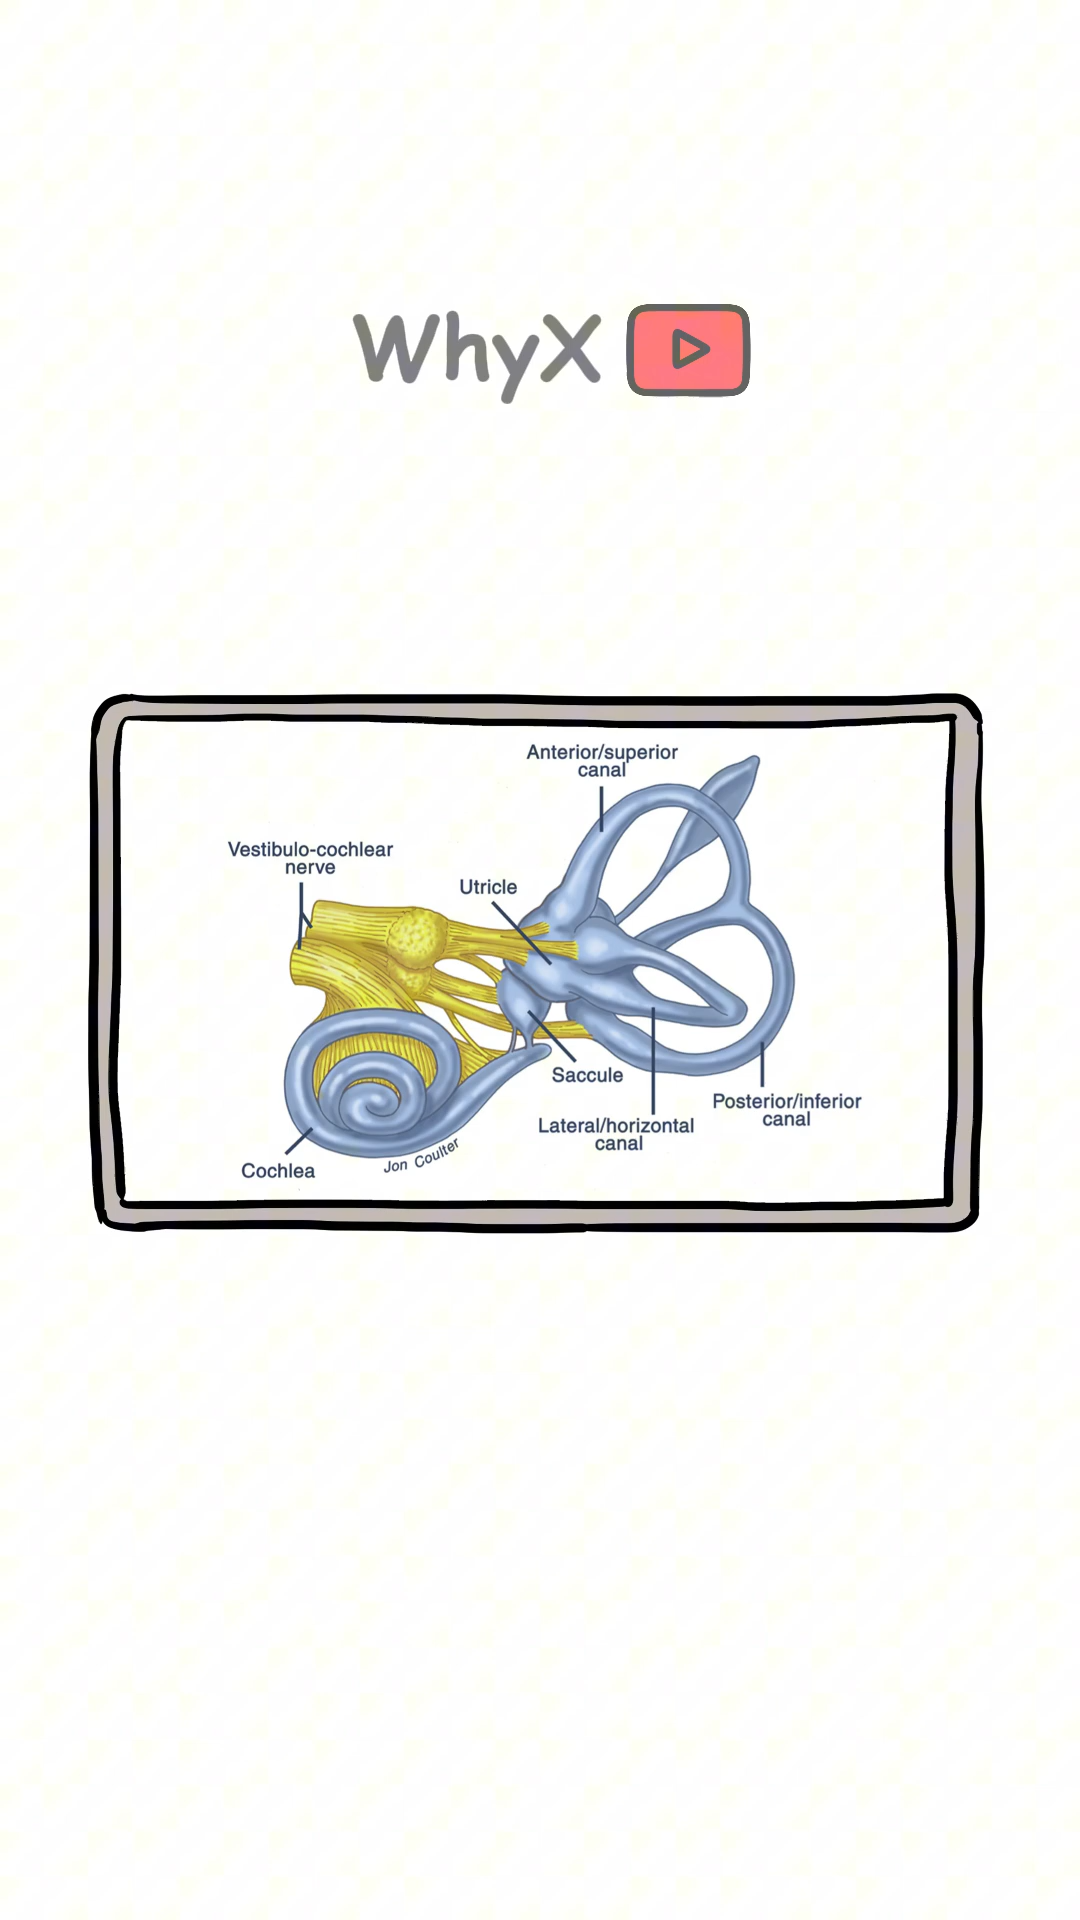 WhyX
Anterior/superior
canal
Vestibulo-cochlear
nerve
Utricle
Saccule
Posterior/inferior
canal
Lateral/horizontal
canal
Cochlea
Jon Coulter